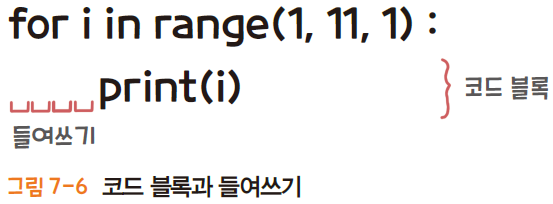 for i in range(1, 11, 1) :
print(i)
코드 블록
들여쓰기
그림 7-6 코드 블록과 들여쓰기